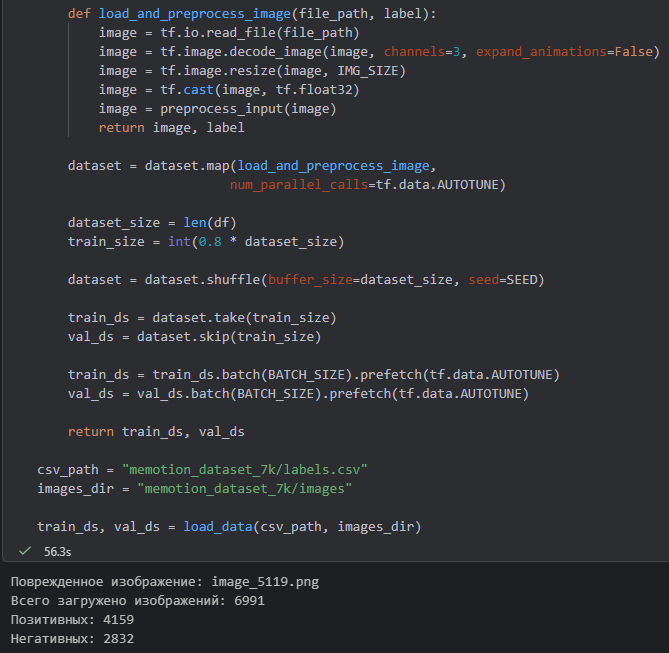 def load_and_preprocess_image(file_path, label):
    image = tf.io.read_file(file_path)
    image = tf.image.decode_image(image, channels=3, expand_animations=False)
    image = tf.image.resize(image, IMG_SIZE)
    image = tf.cast(image, tf.float32)
    image = preprocess_input(image)
    return image, label
dataset = dataset.map(load_and_preprocess_image,
                      num_parallel_calls=tf.data.AUTOTUNE)
dataset_size = len(df)
train_size = int(0.8 * dataset_size)
dataset = dataset.shuffle(buffer_size=dataset_size, seed=SEED)
train_ds = dataset.take(train_size)
val_ds = dataset.skip(train_size)
train_ds = train_ds.batch(BATCH_SIZE).prefetch(tf.data.AUTOTUNE)
val_ds = val_ds.batch(BATCH_SIZE).prefetch(tf.data.AUTOTUNE)
return train_ds, val_ds
csv_path = "memotion_dataset_7k/labels.csv"
images_dir = "memotion_dataset_7k/images"
train_ds, val_ds = load_data(csv_path, images_dir)
✓ 56.3s
Поврежденное изображение: image_5119.png
Всего загружено изображений: 6991
Позитивных: 4159
Негативных: 2832